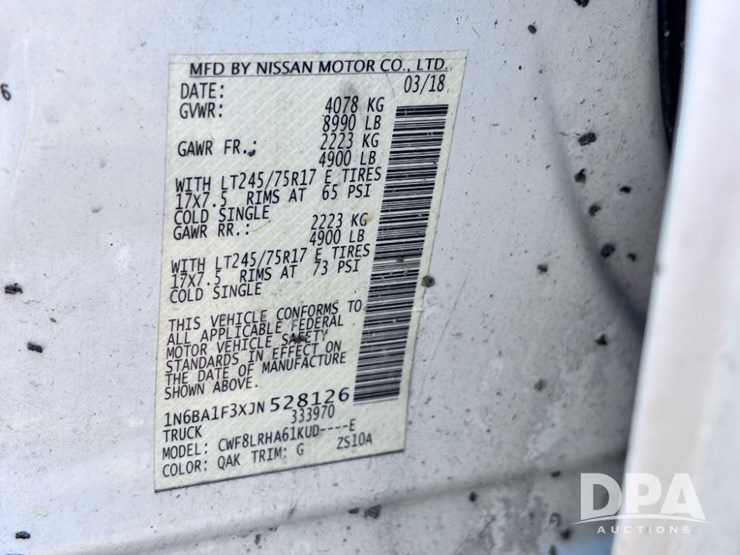 MFD BY NISSAN MOTOR CO., LTD.
DATE: 03/18
GVWR: 4078 KG
8990 LB
GAWR FR.: 2223 KG
4900 LB
WITH LT245/75R17 E TIRES
17X7.5 RIMS AT 65 PSI
COLD SINGLE
GAWR RR.: 2223 KG
4900 LB
WITH LT245/75R17 E TIRES
17X7.5 RIMS AT 73 PSI
COLD SINGLE
THIS VEHICLE CONFORMS TO
ALL APPLICABLE FEDERAL
MOTOR VEHICLE SAFETY
STANDARDS IN EFFECT ON
THE DATE OF MANUFACTURE
SHOWN ABOVE.
1N6BA1F3XJN 528126
333970
TRUCK
MODEL: CWF8LRHA61KUD----E
COLOR: QAK TRIM: G ZS10A
DPA
AUCTIONS